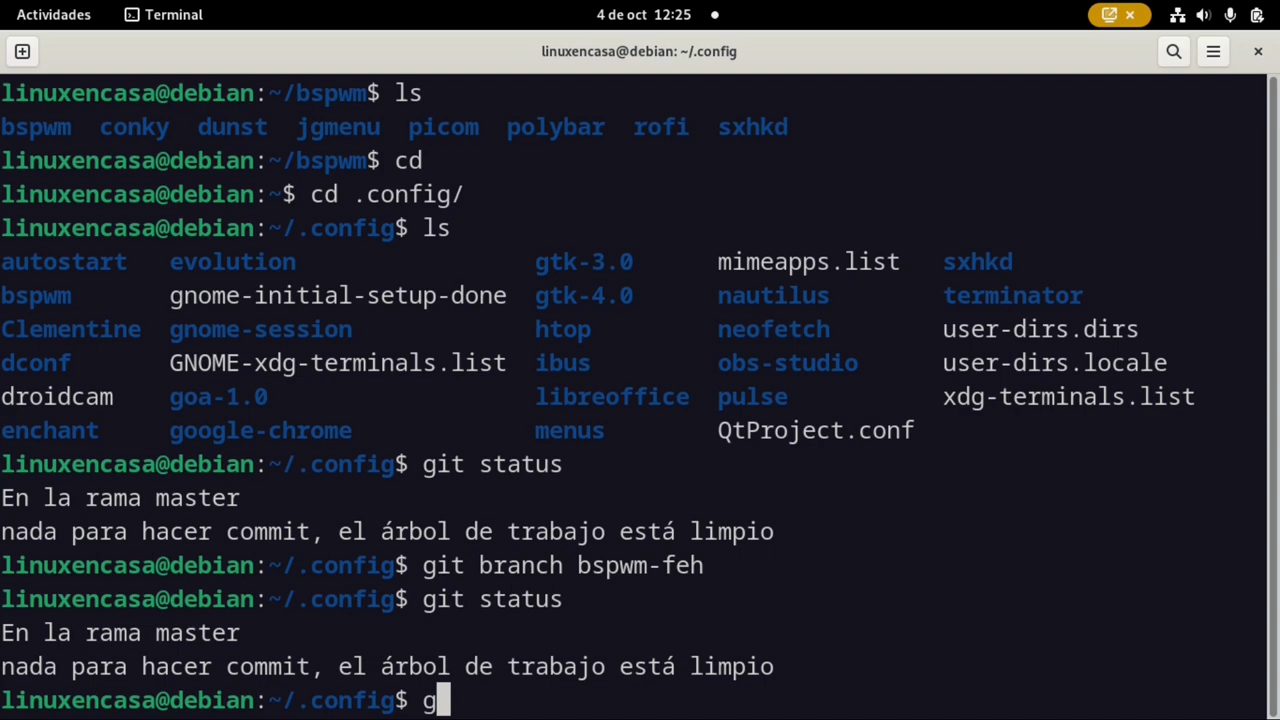 Actividades Terminal 4 de oct 12:25
linuxencasa@debian: ~/.config
linuxencasa@debian:~/bspwm$ ls
bspwm conky dunst jgmenu picom polybar rofi sxhkd
linuxencasa@debian:~/bspwm$ cd
linuxencasa@debian:~$ cd .config/
linuxencasa@debian:~/.config$ ls
autostart evolution gtk-3.0 mimeapps.list sxhkd
bspwm gnome-initial-setup-done gtk-4.0 nautilus terminator
Clementine gnome-session htop neofetch user-dirs.dirs
dconf GNOME-xdg-terminals.list ibus obs-studio user-dirs.locale
droidcam goa-1.0 libreoffice pulse xdg-terminals.list
enchant google-chrome menus QtProject.conf
linuxencasa@debian:~/.config$ git status
En la rama master
nada para hacer commit, el árbol de trabajo está limpio
linuxencasa@debian:~/.config$ git branch bspwm-feh
linuxencasa@debian:~/.config$ git status
En la rama master
nada para hacer commit, el árbol de trabajo está limpio
linuxencasa@debian:~/.config$ g